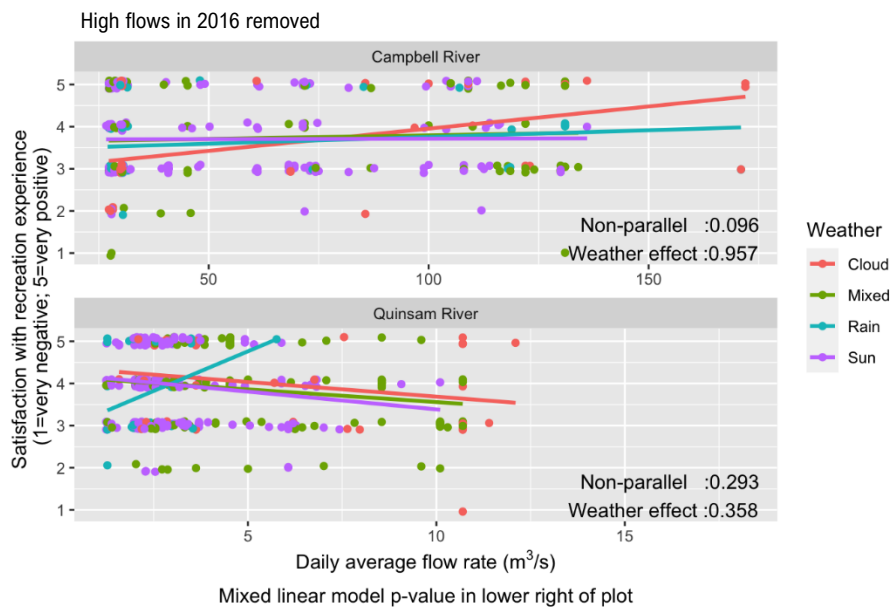 High flows in 2016 removed
Campbell River
5
4
3
2
1
50
100
150
Non-parallel :0.096
Weather effect :0.957
Quinsam River
5
4
3
2
1
5
10
15
Non-parallel :0.293
Weather effect :0.358
Satisfaction with recreation experience
(1=very negative; 5=very positive)
Daily average flow rate (m³/s)
Mixed linear model p-value in lower right of plot
Weather
Cloud
Mixed
Rain
Sun